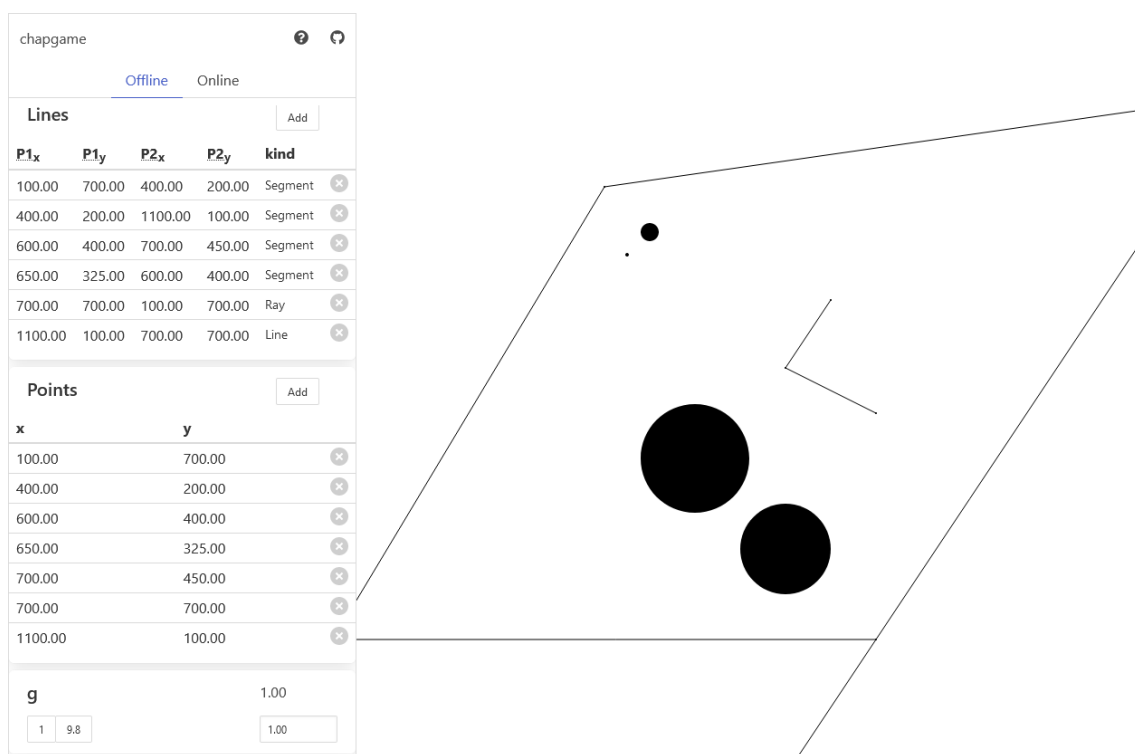 chapgame
Offline Online
Lines Add
P1x P1y P2x P2y kind
100.00 700.00 400.00 200.00 Segment
400.00 200.00 1100.00 100.00 Segment
600.00 400.00 700.00 450.00 Segment
650.00 325.00 600.00 400.00 Segment
700.00 700.00 100.00 700.00 Ray
1100.00 100.00 700.00 700.00 Line
Points Add
x y
100.00 700.00
400.00 200.00
600.00 400.00
650.00 325.00
700.00 450.00
700.00 700.00
1100.00 100.00
g 1.00
1 9.8 1.00